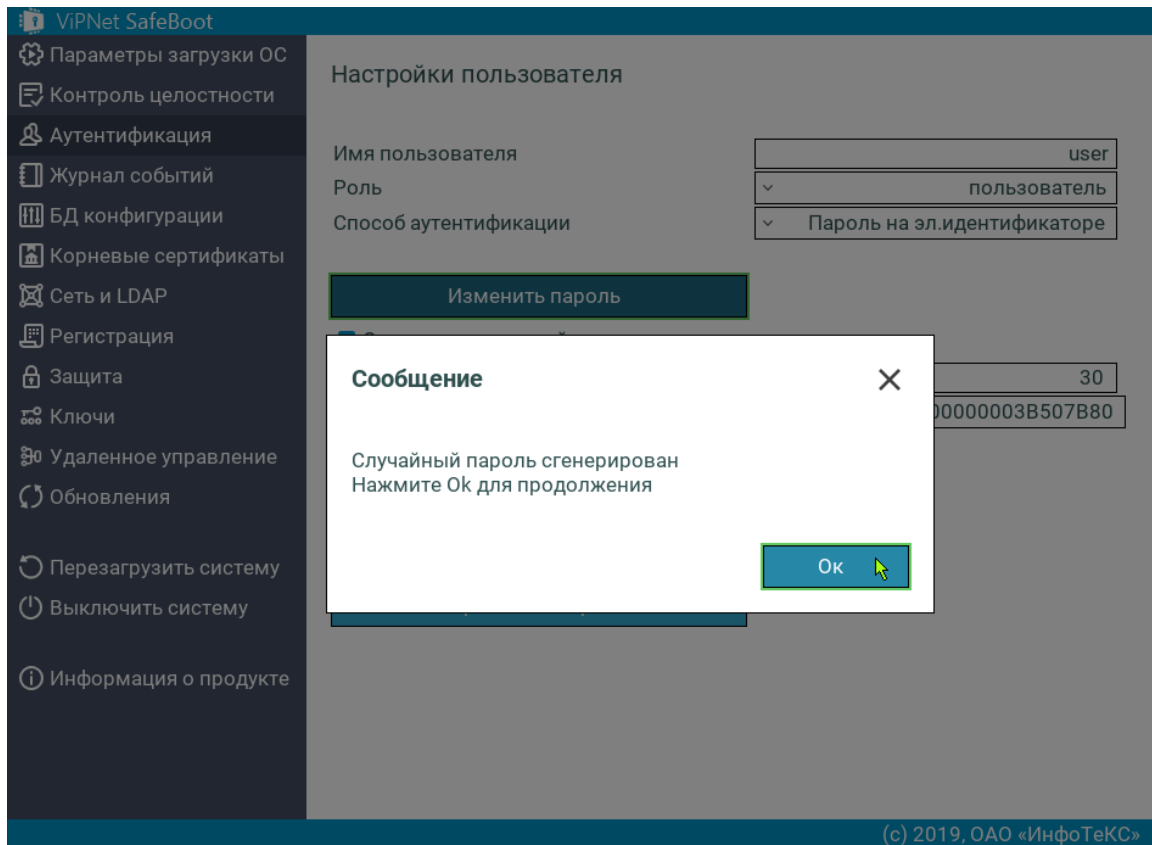 ViPNet SafeBoot
Параметры загрузки ОС
Контроль целостности
Аутентификация
Журнал событий
БД конфигурации
Корневые сертификаты
Сеть и LDAP
Регистрация
Защита
Ключи
Удаленное управление
Обновления
Перезагрузить систему
Выключить систему
Информация о продукте
Настройки пользователя
Имя пользователя user
Роль пользователь
Способ аутентификации Пароль на эл.идентификаторе
Изменить пароль
30
00000003B507B80
Сообщение
Случайный пароль сгенерирован
Нажмите Ok для продолжения
Ок
(c) 2019, ОАО «ИнфоТеКС»